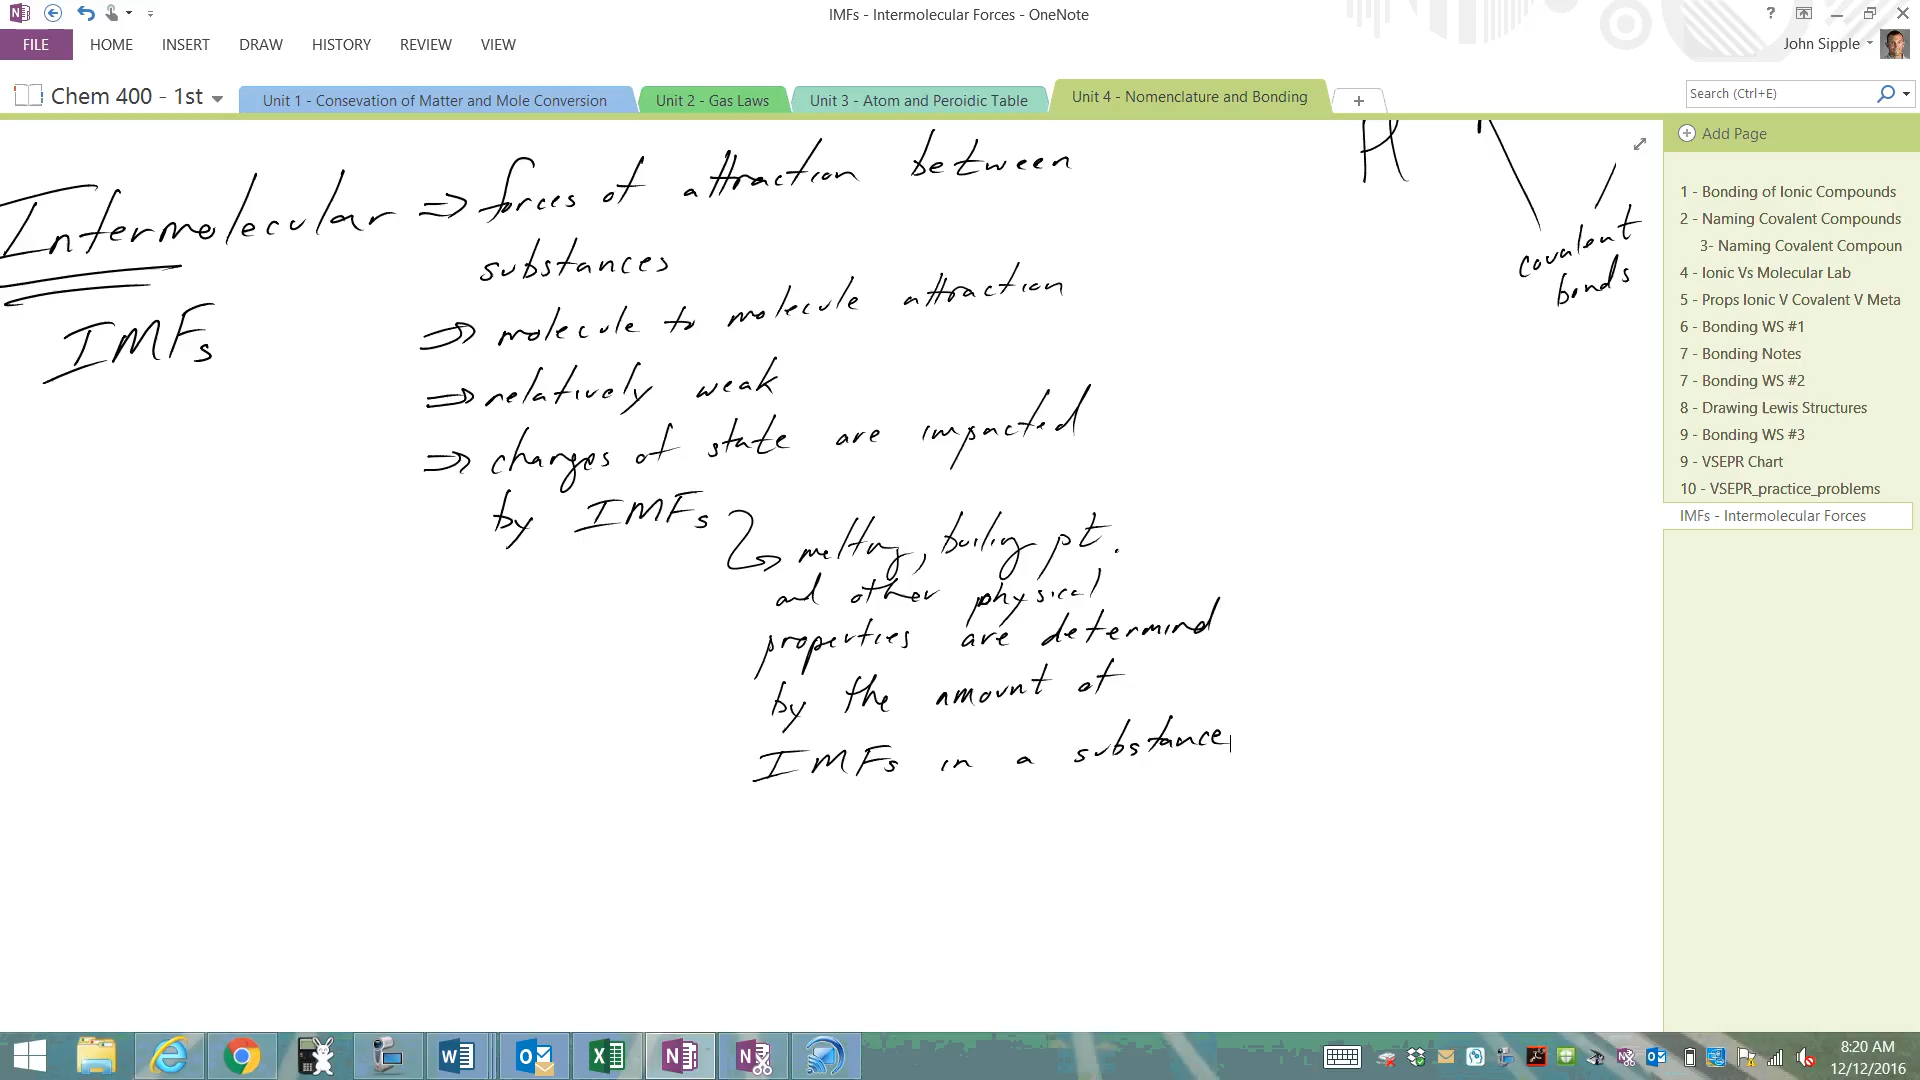 IMFs - Intermolecular Forces - OneNote
?
FILE HOME INSERT DRAW HISTORY REVIEW VIEW
John Sipple
Chem 400 - 1st
Unit 1 - Consevation of Matter and Mole Conversion
Unit 2 - Gas Laws
Unit 3 - Atom and Peroidic Table
Unit 4 - Nomenclature and Bonding
+
Search (Ctrl+E)
Add Page
1 - Bonding of Ionic Compounds
2 - Naming Covalent Compounds
3- Naming Covalent Compoun
4 - Ionic Vs Molecular Lab
5 - Props Ionic V Covalent V Meta
6 - Bonding WS #1
7 - Bonding Notes
7 - Bonding WS #2
8 - Drawing Lewis Structures
9 - Bonding WS #3
9 - VSEPR Chart
10 - VSEPR_practice_problems
IMFs - Intermolecular Forces
Intermolecular ⇒ forces of attraction between
substances
IMFs
⇒ molecule to molecule attraction
⇒ relatively weak
⇒ changes of state are impacted
by IMFs
↳ melting, boiling pt.
and other physical
properties are determind
by the amount of
IMFs in a substance
H
covalent
bonds
8:20 AM
12/12/2016